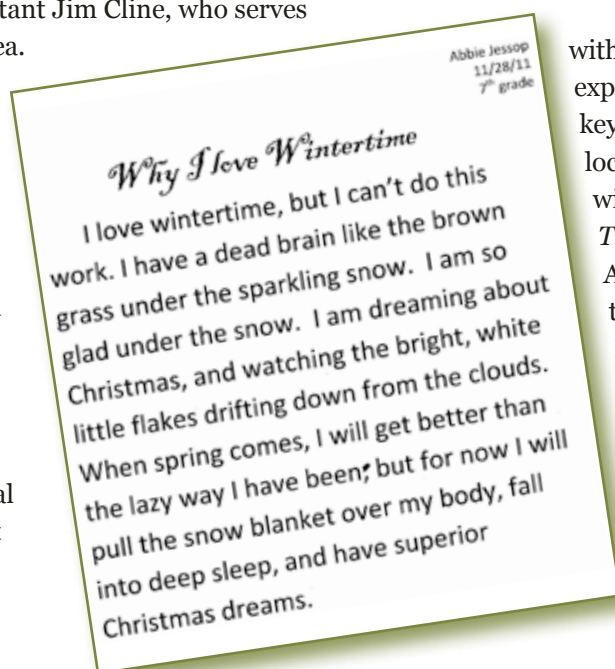 tant Jim Cline, who serves
ea.
Abbie Jessop
11/28/11
7th grade
Why I love Wintertime
I love wintertime, but I can't do this
work. I have a dead brain like the brown
grass under the sparkling snow. I am so
glad under the snow. I am dreaming about
Christmas, and watching the bright, white
little flakes drifting down from the clouds.
When spring comes, I will get better than
the lazy way I have been; but for now I will
pull the snow blanket over my body, fall
into deep sleep, and have superior
Christmas dreams.
al
with
exp
key
loc
wi
T
A
t